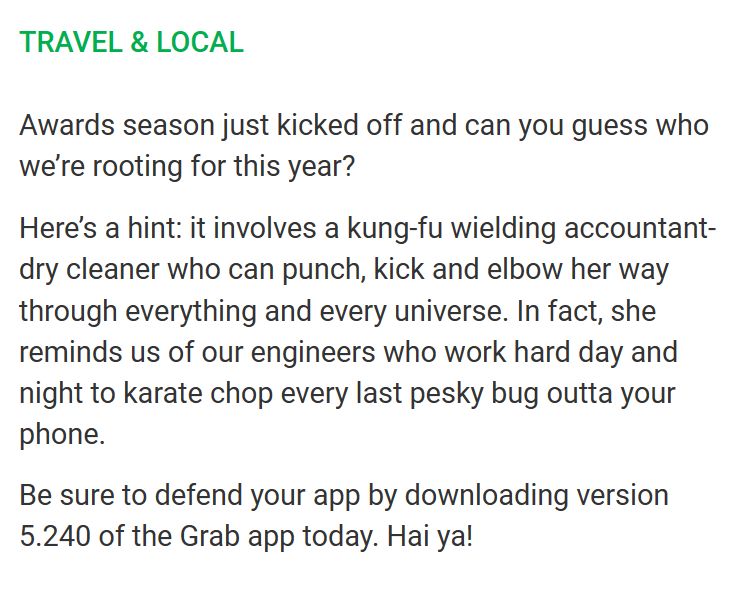 TRAVEL & LOCAL
Awards season just kicked off and can you guess who
we’re rooting for this year?
Here’s a hint: it involves a kung-fu wielding accountant-
dry cleaner who can punch, kick and elbow her way
through everything and every universe. In fact, she
reminds us of our engineers who work hard day and
night to karate chop every last pesky bug outta your
phone.
Be sure to defend your app by downloading version
5.240 of the Grab app today. Hai ya!